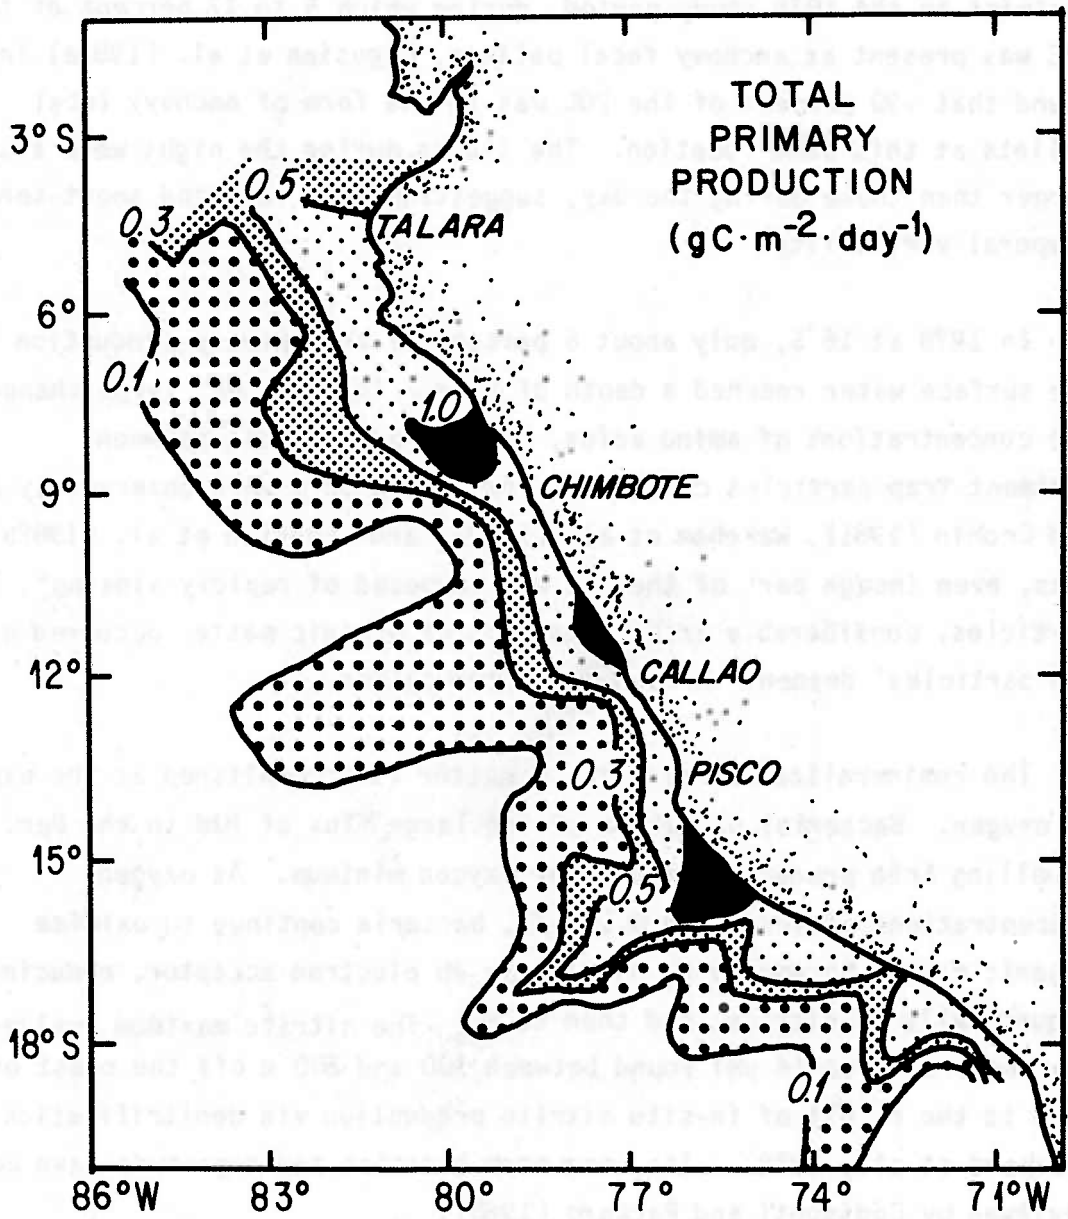 TOTAL
PRIMARY
PRODUCTION
(gC·m⁻² day⁻¹)
3°S
0.5
0.3
TALARA
6°
0.1
1.0
9°
CHIMBOTE
12°
CALLAO
0.3
PISCO
15°
0.5
18°S
0.1
86°W
83°
80°
77°
74°
71°W